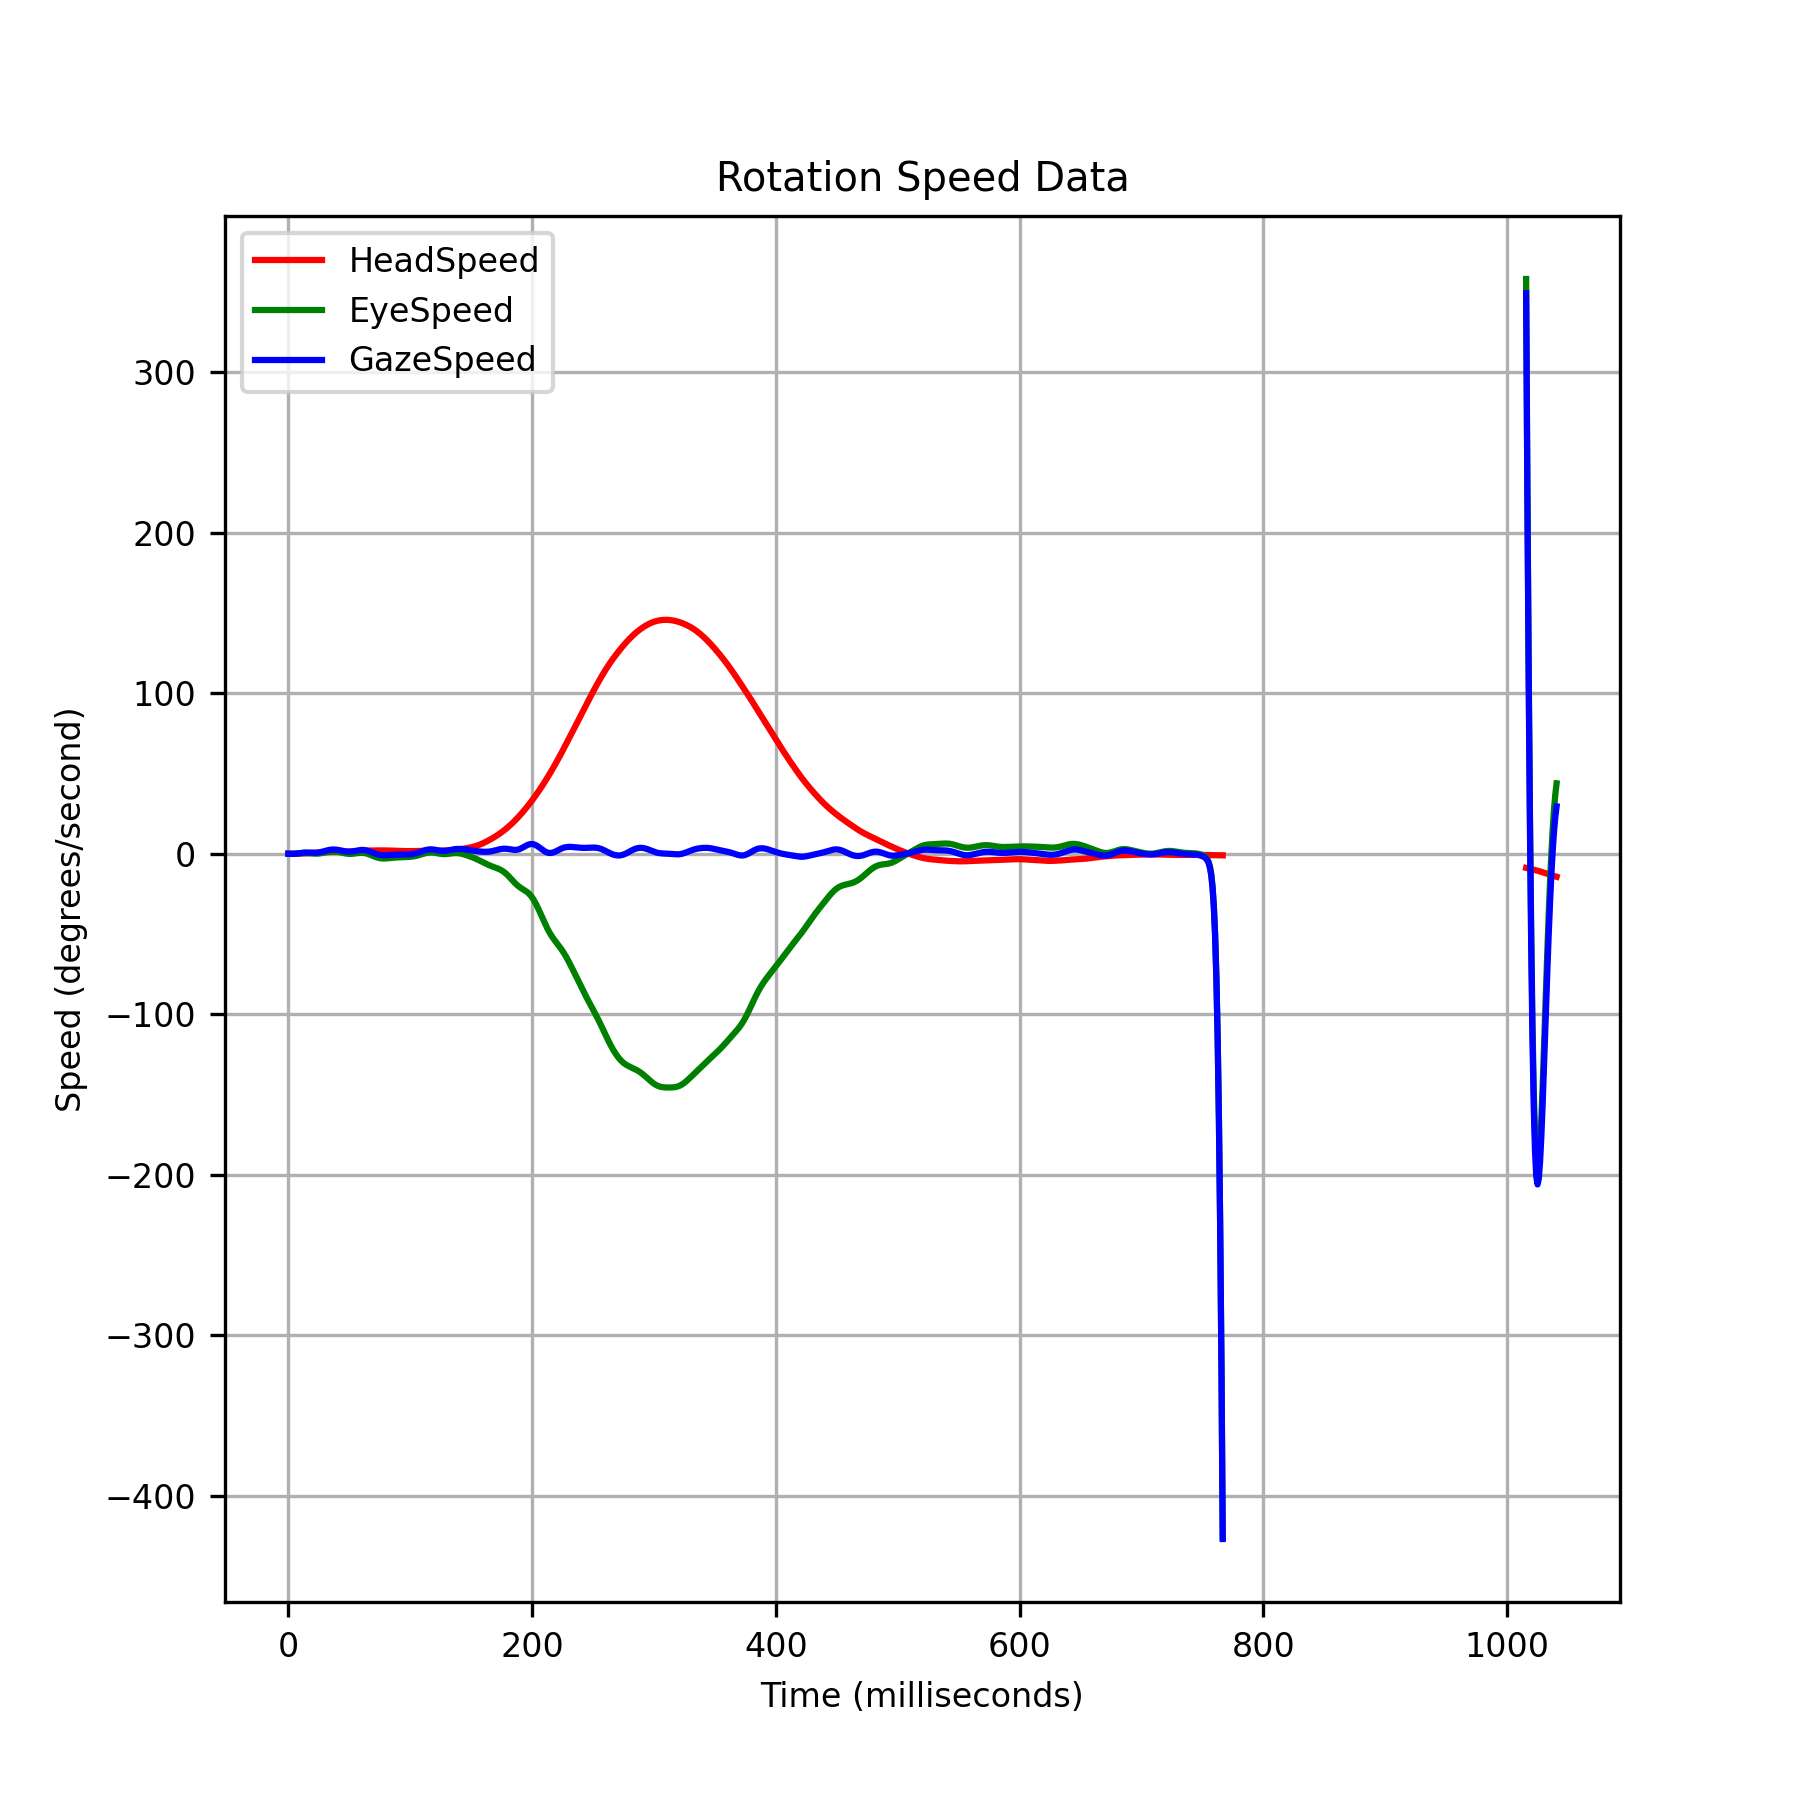 Rotation Speed Data
HeadSpeed
EyeSpeed
GazeSpeed
300
200
100
0
−100
−200
−300
−400
Speed (degrees/second)
0 200 400 600 800 1000
Time (milliseconds)